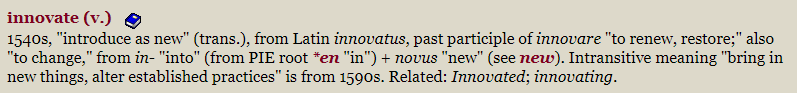 innovate (v.)
1540s, "introduce as new" (trans.), from Latin innovatus, past participle of innovare "to renew, restore;" also
"to change," from in- "into" (from PIE root *en "in") + novus "new" (see new). Intransitive meaning "bring in
new things, alter established practices" is from 1590s. Related: Innovated; innovating.